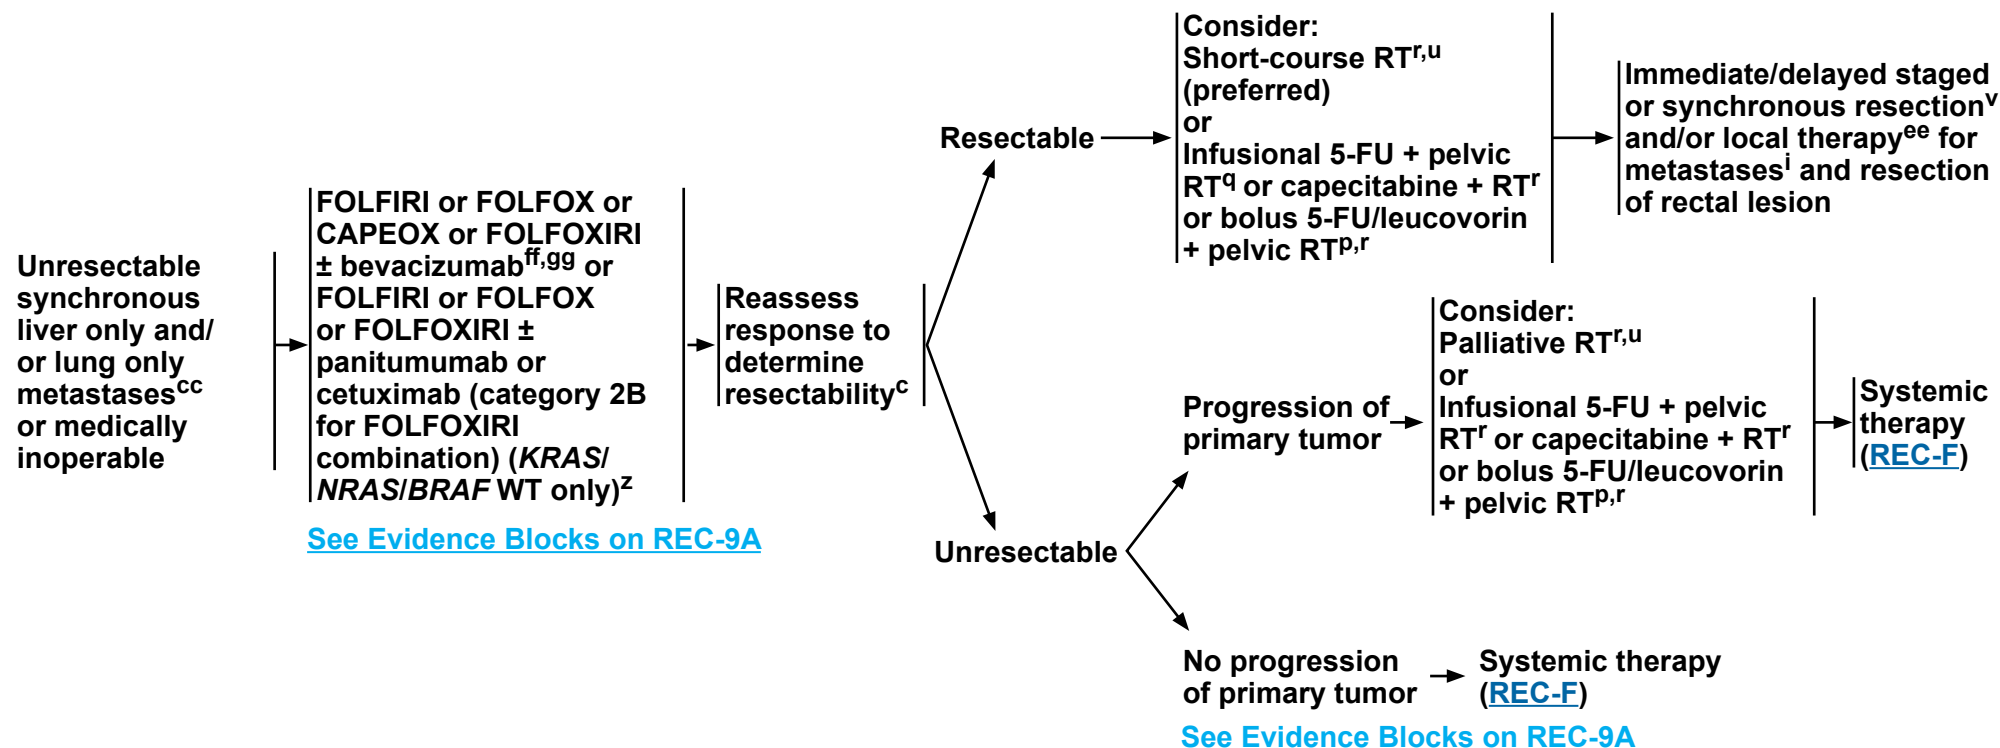 Unresectable
synchronous
liver only and/
or lung only
metastasescc
or medically
inoperable
FOLFIRI or FOLFOX or
CAPEOX or FOLFOXIRI
± bevacizumabff,gg or
FOLFIRI or FOLFOX
or FOLFOXIRI ±
panitumumab or
cetuximab (category 2B
for FOLFOXIRI
combination) (KRAS/
NRAS/BRAF WT only)z
See Evidence Blocks on REC-9A
Reassess
response to
determine
resectabilityc
Resectable
Consider:
Short-course RTr,u
(preferred)
or
Infusional 5-FU + pelvic
RTq or capecitabine + RTr
or bolus 5-FU/leucovorin
+ pelvic RTp,r
Immediate/delayed staged
or synchronous resectionv
and/or local therapyee for
metastasesi and resection
of rectal lesion
Unresectable
Progression of
primary tumor
Consider:
Palliative RTr,u
or
Infusional 5-FU + pelvic
RTr or capecitabine + RTr
or bolus 5-FU/leucovorin
+ pelvic RTp,r
Systemic
therapy
(REC-F)
No progression
of primary tumor
Systemic therapy
(REC-F)
See Evidence Blocks on REC-9A